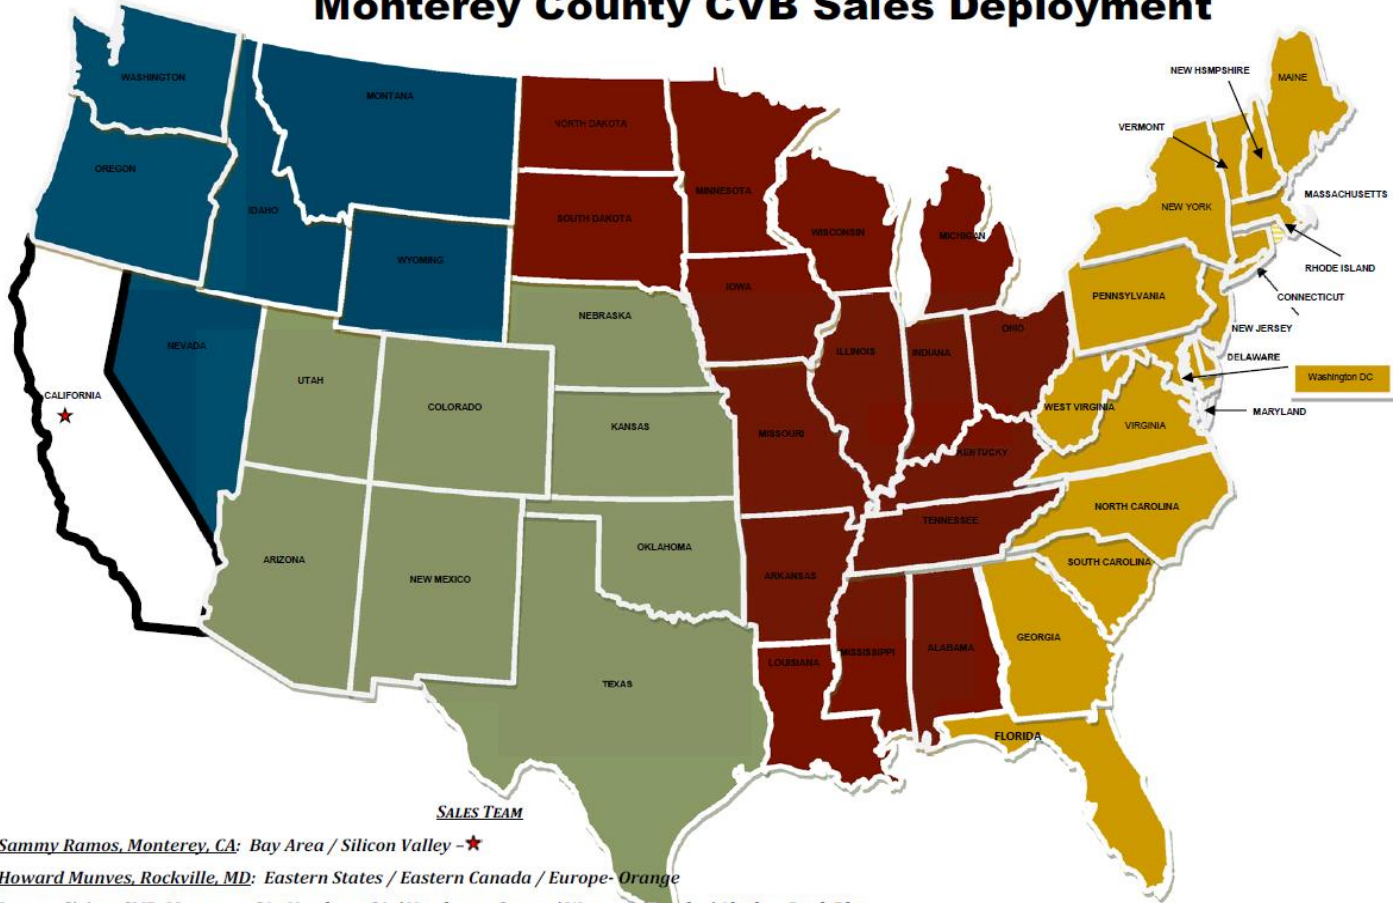 Monterey County CVB Sales Deployment
WASHINGTON
MONTANA
NORTH DAKOTA
MAINE
NEW HSMPSHIRE
VERMONT
OREGON
IDAHO
SOUTH DAKOTA
MINNESOTA
WISCONSIN
MICHIGAN
NEW YORK
MASSACHUSETTS
WYOMING
RHODE ISLAND
IOWA
PENNSYLVANIA
CONNECTICUT
NEBRASKA
NEVADA
ILLINOIS
INDIANA
OHIO
NEW JERSEY
DELAWARE
Washington DC
UTAH
COLORADO
CALIFORNIA
KANSAS
MISSOURI
WEST VIRGINIA
VIRGINIA
MARYLAND
KENTUCKY
NORTH CAROLINA
TENNESSEE
OKLAHOMA
ARIZONA
NEW MEXICO
ARKANSAS
SOUTH CAROLINA
GEORGIA
LOUISIANA
MISSISSIPPI
ALABAMA
TEXAS
FLORIDA
SALES TEAM
Sammy Ramos, Monterey, CA: Bay Area / Silicon Valley –
Howard Munves, Rockville, MD: Eastern States / Eastern Canada / Europe- Orange